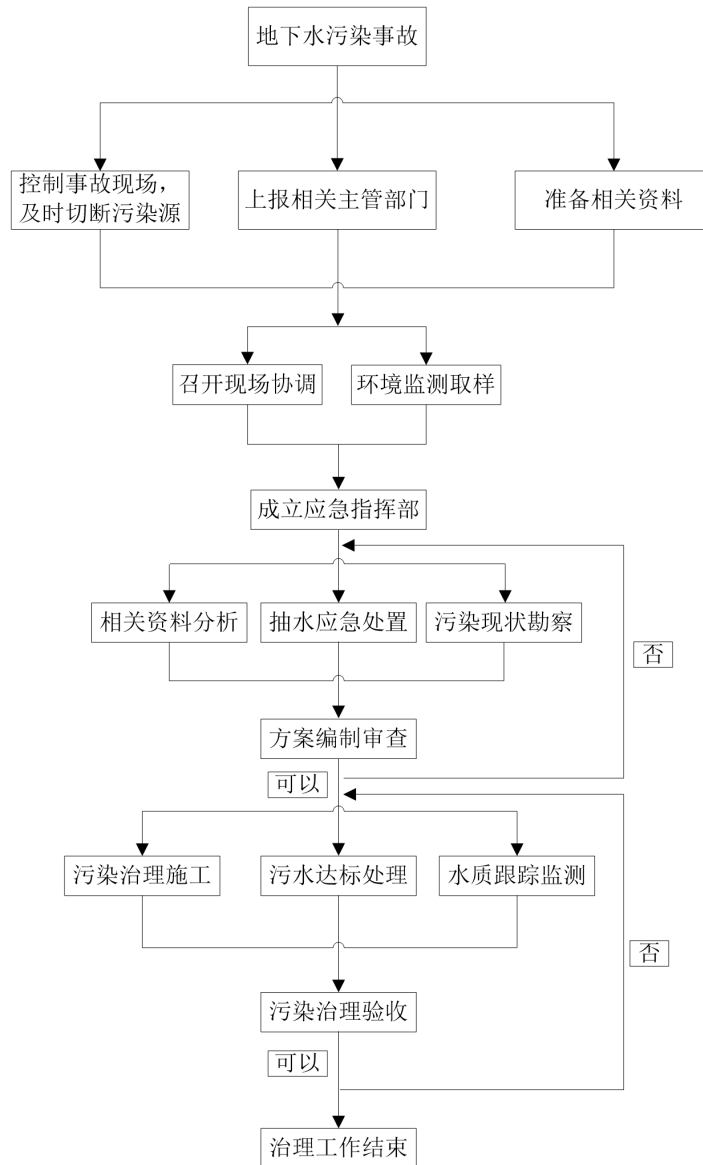 地下水污染事故
控制事故现场，
及时切断污染源
上报相关主管部门
准备相关资料
召开现场协调
环境监测取样
成立应急指挥部
相关资料分析
抽水应急处置
污染现状勘察
否
方案编制审查
可以
污染治理施工
污水达标处理
水质跟踪监测
否
污染治理验收
可以
治理工作结束